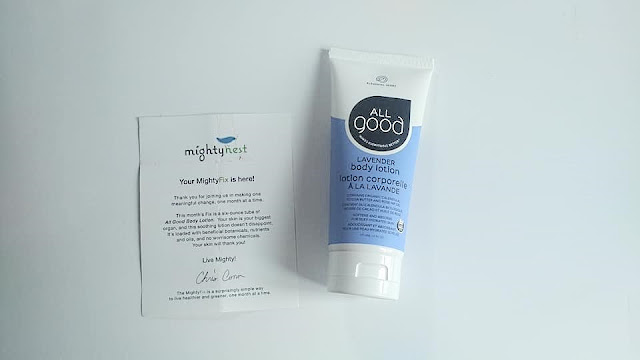 mightynest
Your MightyFix is here!
Thank you for joining us in making one
meaningful change, one month at a time.
This month's Fix is a six-ounce tube of
All Good Body Lotion. Your skin is your biggest
organ, and this soothing lotion doesn't disappoint.
It's loaded with beneficial botanicals, nutrients
and oils, and no worrisome chemicals.
Your skin will thank you!
Live Mighty!
The MightyFix is a surprisingly simple way
to live healthier and greener, one month at a time.
ALL
good
LAVENDER
body lotion
lotion corporelle
À LA LAVANDE